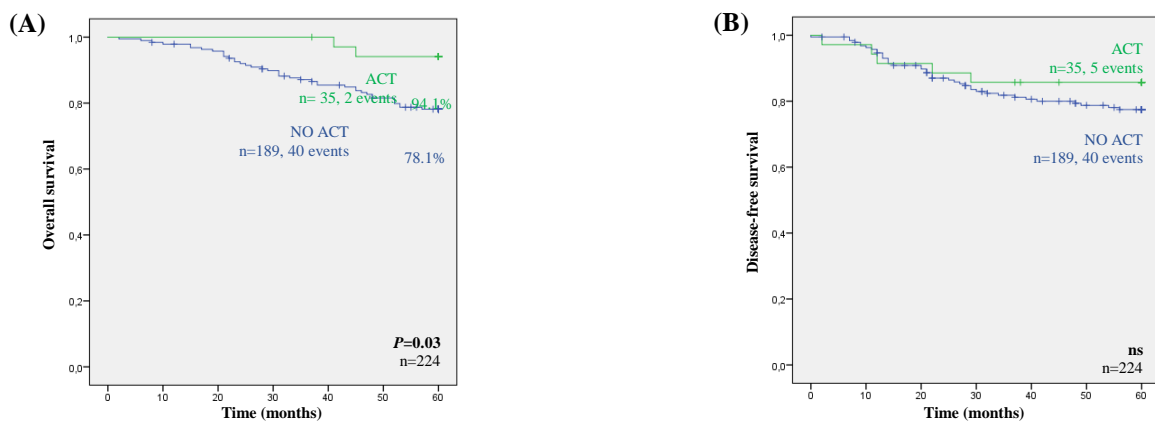 (A)
Overall survival
1,0
0,8
0,6
0,4
0,2
0,0
ACT
n= 35, 2 events
94.1%
NO ACT
n=189, 40 events
78.1%
P=0.03
n=224
0 10 20 30 40 50 60
Time (months)
(B)
Disease-free survival
1,0
0,8
0,6
0,4
0,2
0,0
ACT
n=35, 5 events
NO ACT
n=189, 40 events
ns
n=224
0 10 20 30 40 50 60
Time (months)